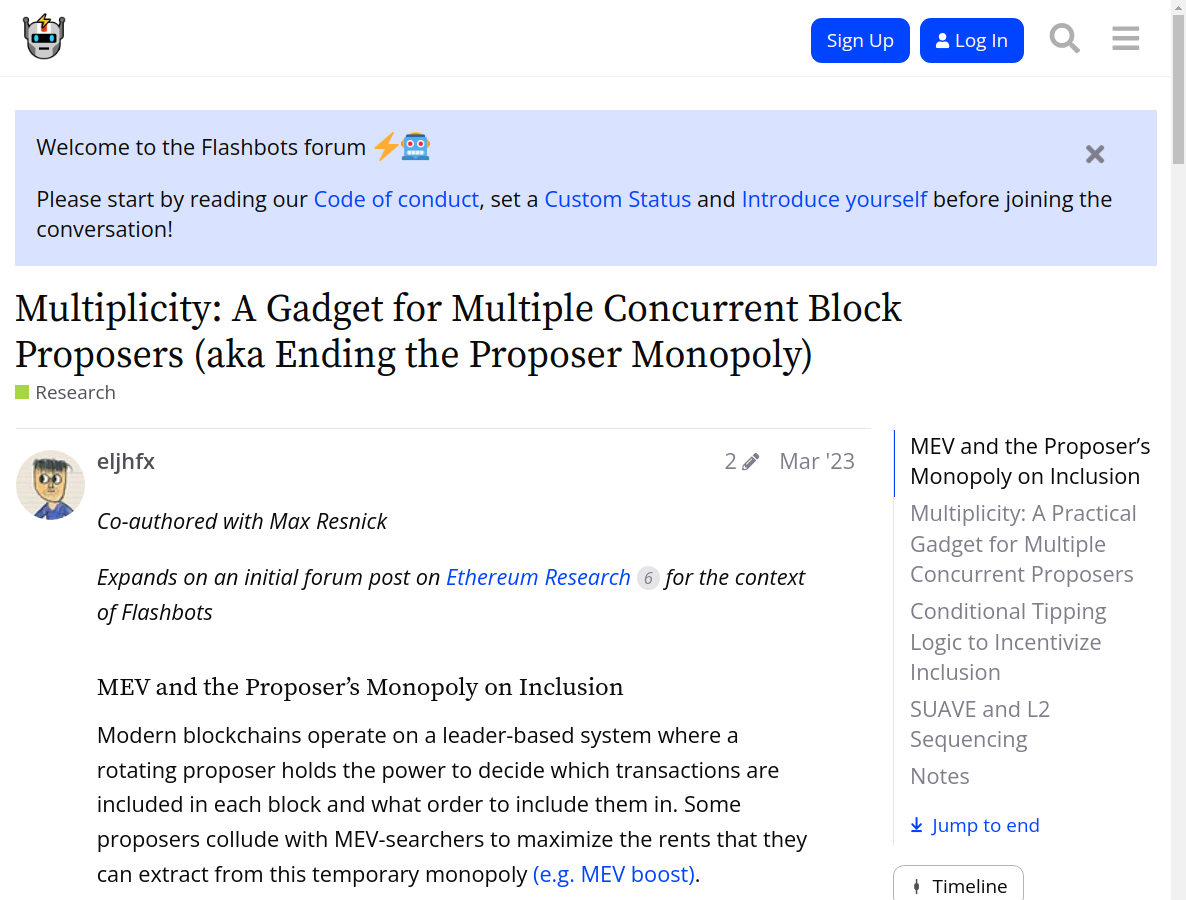 Sign Up
Log In
Welcome to the Flashbots forum
Please start by reading our Code of conduct, set a Custom Status and Introduce yourself before joining the
conversation!
Multiplicity: A Gadget for Multiple Concurrent Block
Proposers (aka Ending the Proposer Monopoly)
Research
eljhfx
2
Mar '23
Co-authored with Max Resnick
Expands on an initial forum post on Ethereum Research 6 for the context
of Flashbots
MEV and the Proposer’s Monopoly on Inclusion
Modern blockchains operate on a leader-based system where a
rotating proposer holds the power to decide which transactions are
included in each block and what order to include them in. Some
proposers collude with MEV-searchers to maximize the rents that they
can extract from this temporary monopoly (e.g. MEV boost).
MEV and the Proposer’s
Monopoly on Inclusion
Multiplicity: A Practical
Gadget for Multiple
Concurrent Proposers
Conditional Tipping
Logic to Incentivize
Inclusion
SUAVE and L2
Sequencing
Notes
Jump to end
Timeline